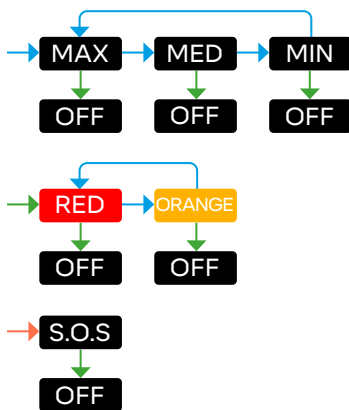 MAX MED MIN
OFF OFF OFF
RED ORANGE
OFF OFF
S.O.S
OFF